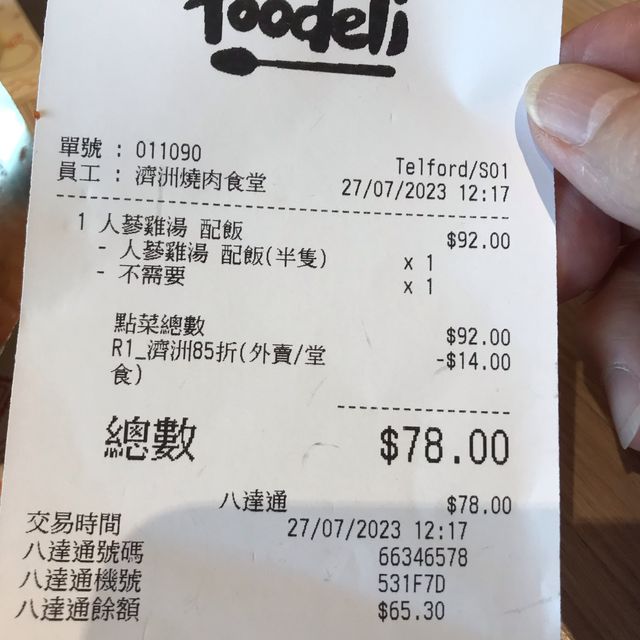 foodeli
單號 : 011090
Telford/S01
員工 : 濟洲燒肉食堂
27/07/2023 12:17
1 人蔘雞湯 配飯 $92.00
- 人蔘雞湯 配飯(半隻) x 1
- 不需要 x 1
點菜總數 $92.00
R1_濟洲85折(外賣/堂 -$14.00
食)
總數 $78.00
八達通 $78.00
交易時間 27/07/2023 12:17
八達通號碼 66346578
八達通機號 531F7D
八達通餘額 $65.30